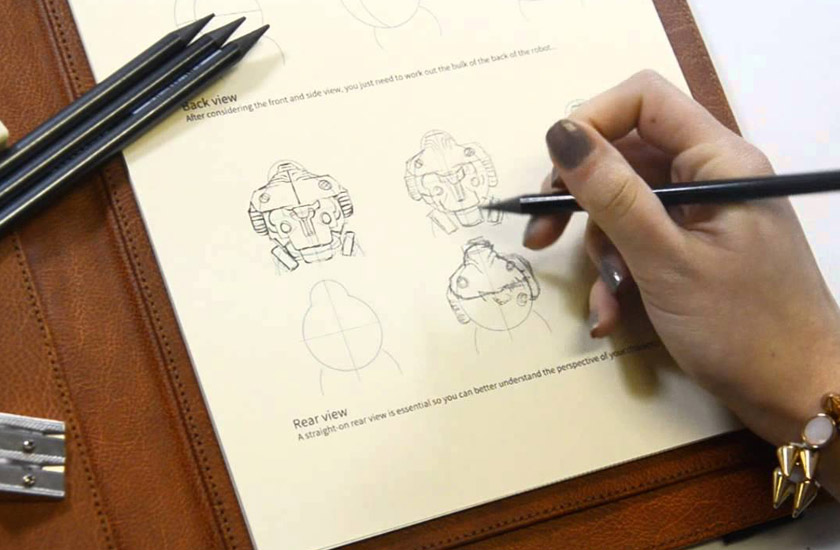 Back view
After considering the front and side view, you just need to work out the bulk of the back of the robot...
Rear view
A straight-on rear view is essential so you can better understand the perspective of your